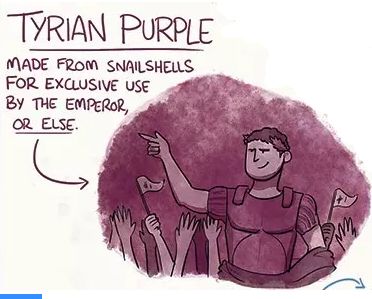 TYRIAN PURPLE
MADE FROM SNAILSHELLS
FOR EXCLUSIVE USE
BY THE EMPEROR,
OR ELSE.